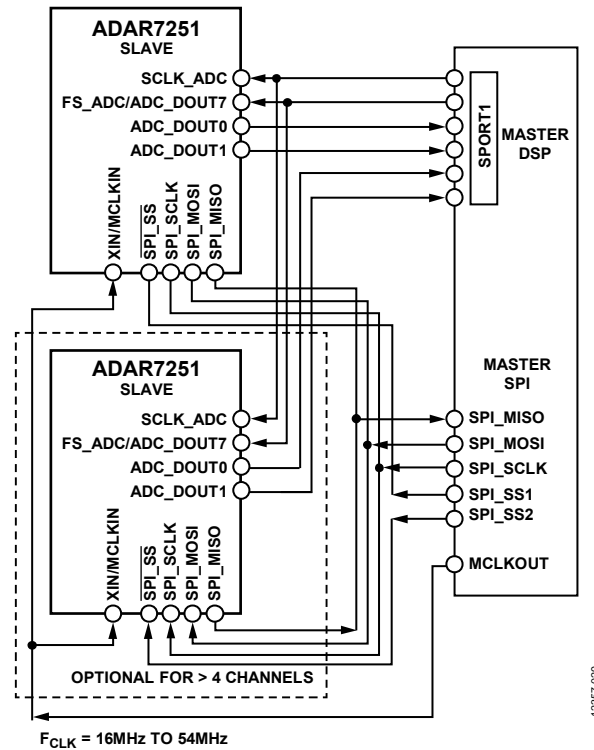 ADAR7251
SLAVE
SCLK_ADC
FS_ADC/ADC_DOUT7
ADC_DOUT0
ADC_DOUT1
XIN/MCLKIN
SPI_SS
SPI_SCLK
SPI_MOSI
SPI_MISO
SPORT1
MASTER
DSP
ADAR7251
SLAVE
SCLK_ADC
FS_ADC/ADC_DOUT7
ADC_DOUT0
ADC_DOUT1
XIN/MCLKIN
SPI_SS
SPI_SCLK
SPI_MOSI
SPI_MISO
MASTER
SPI
SPI_MISO
SPI_MOSI
SPI_SCLK
SPI_SS1
SPI_SS2
MCLKOUT
OPTIONAL FOR > 4 CHANNELS
FCLK = 16MHz TO 54MHz